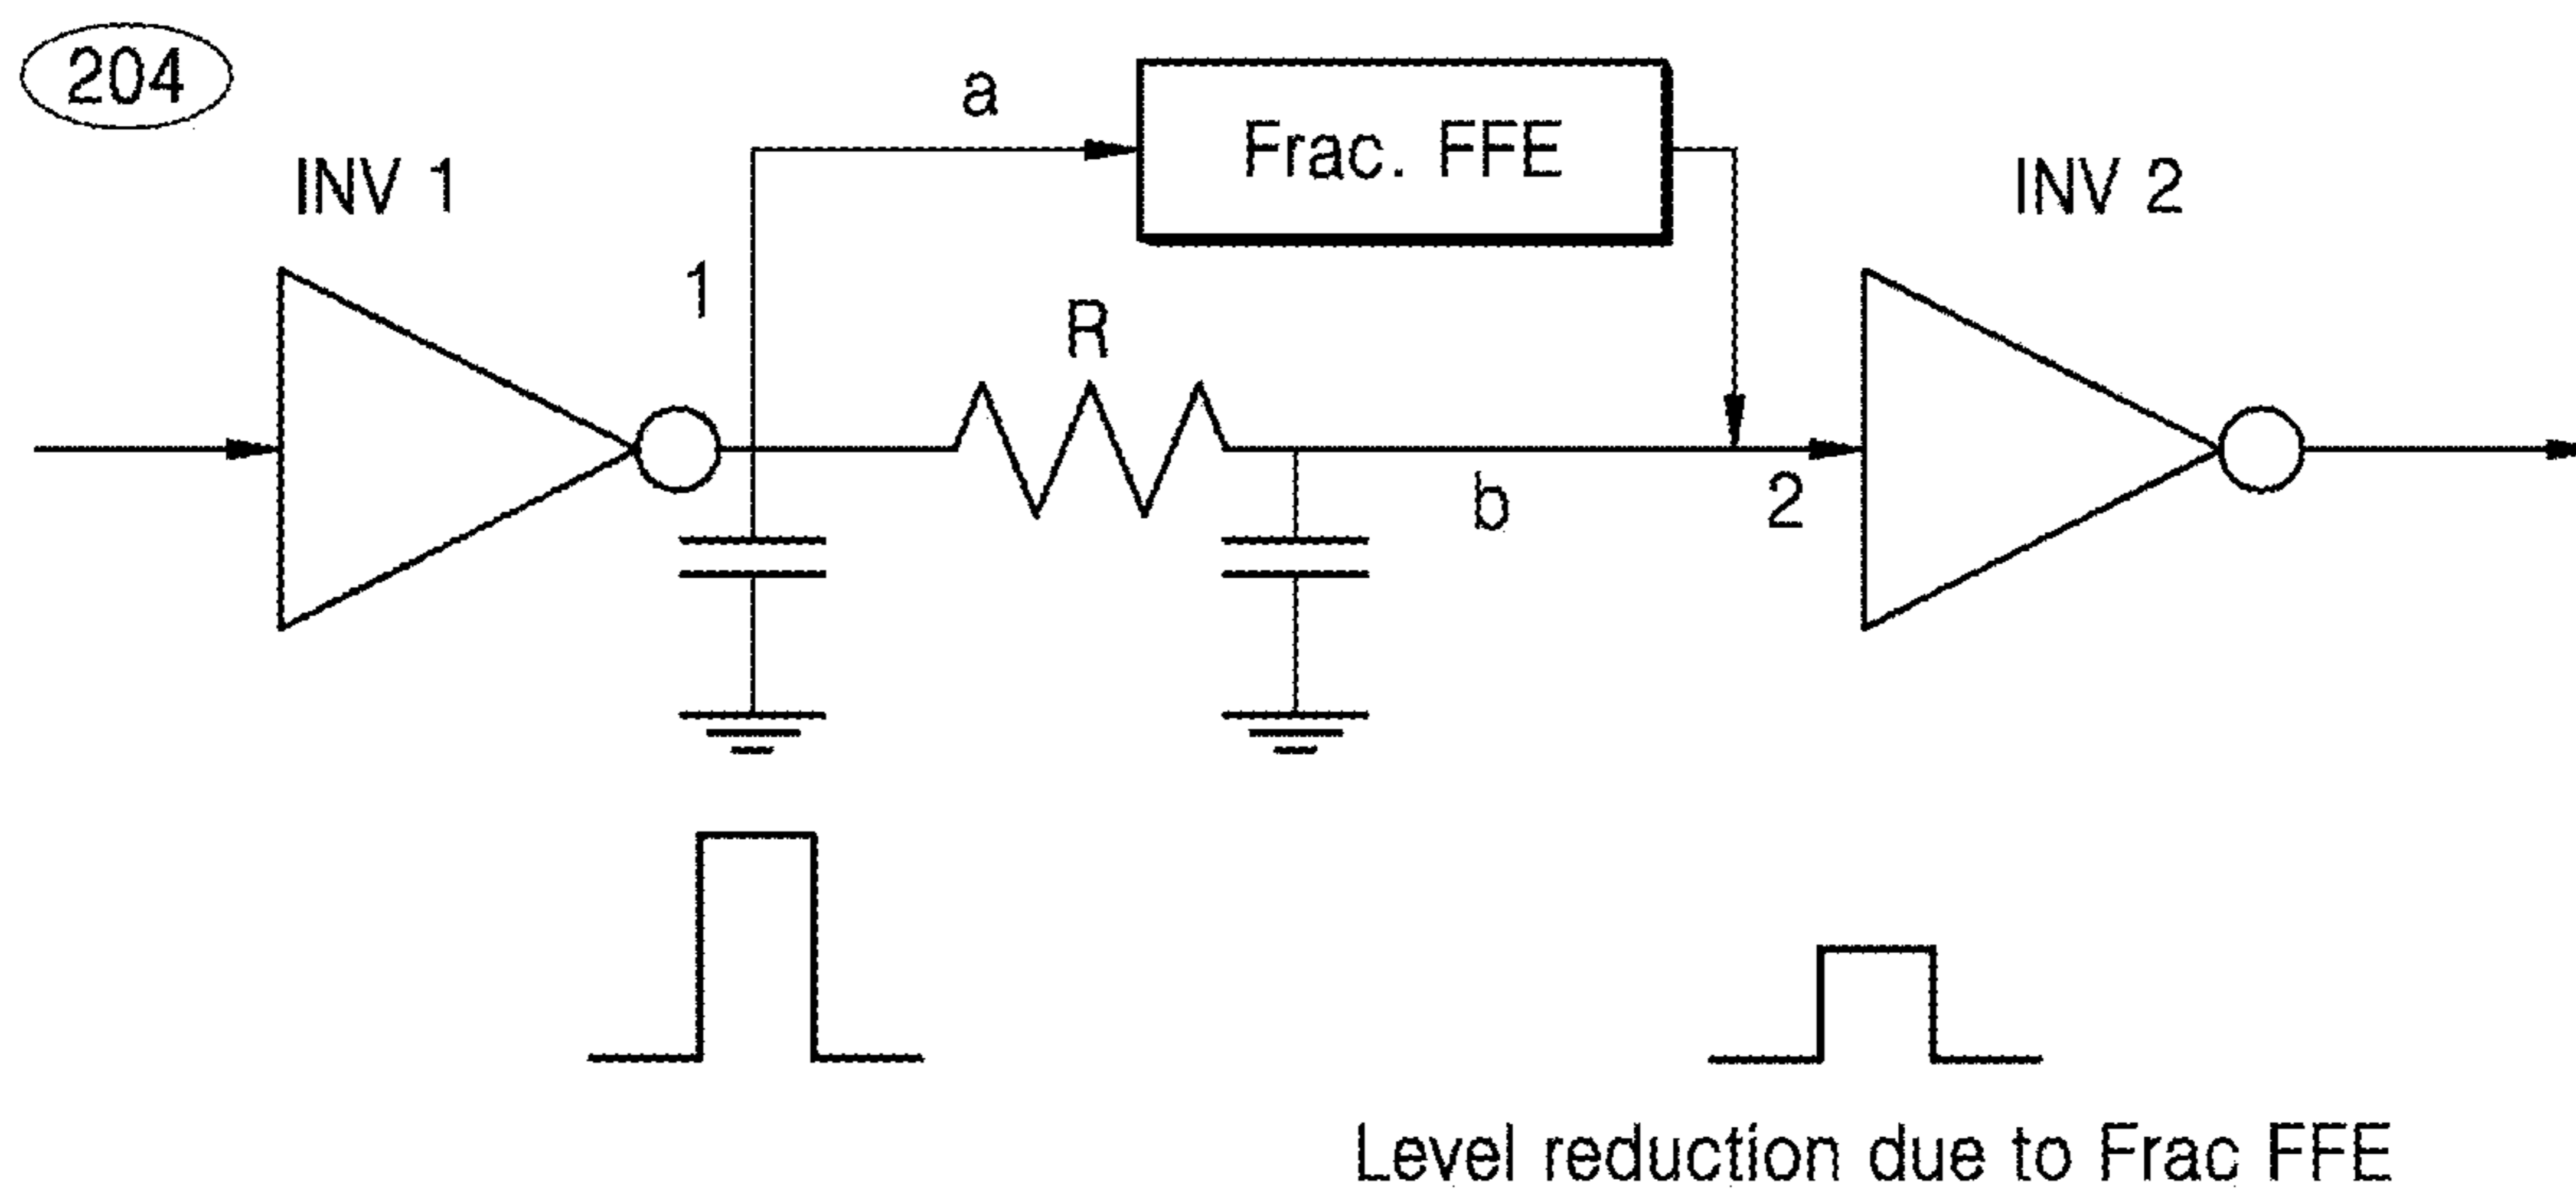 204
a
Frac. FFE
INV 1
INV 2
1
R
b
2
Level reduction due to Frac FFE